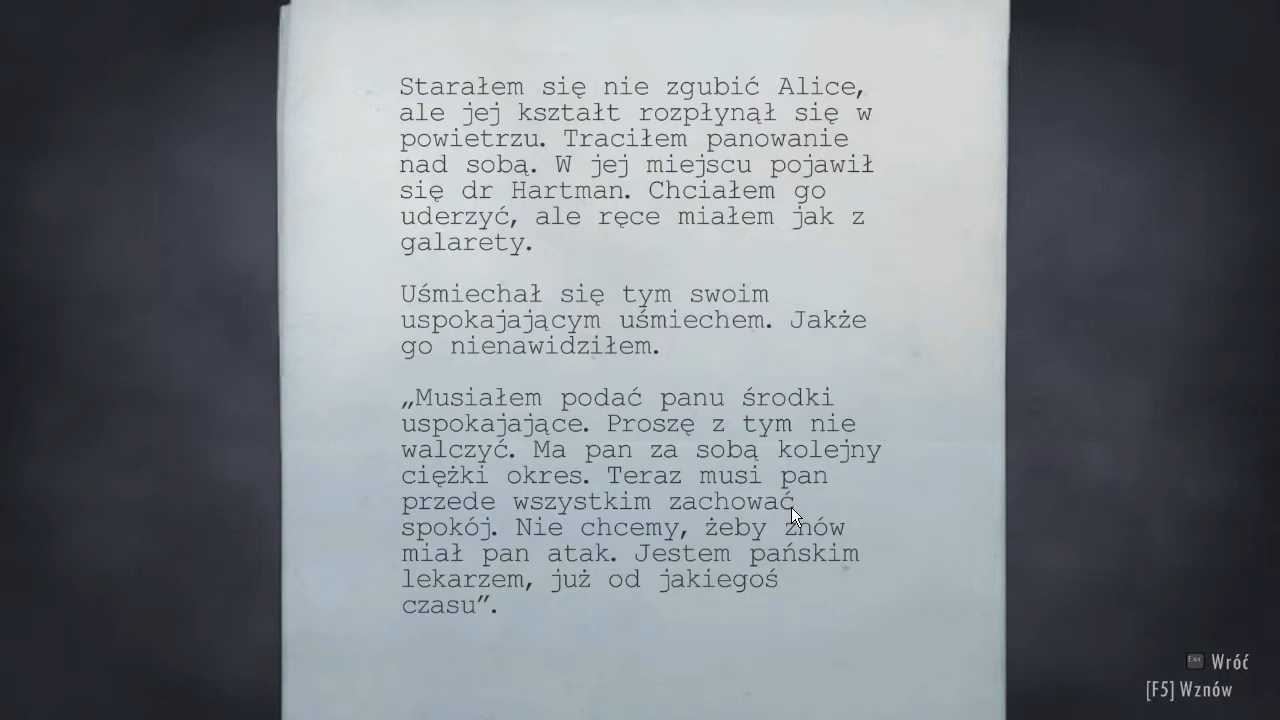 Starałem się nie zgubić Alice,
ale jej kształt rozpłynął się w
powietrzu. Traciłem panowanie
nad sobą. W jej miejscu pojawił
się dr Hartman. Chciałem go
uderzyć, ale ręce miałem jak z
galarety.
Uśmiechał się tym swoim
uspokajającym uśmiechem. Jakże
go nienawidziłem.
„Musiałem podać panu środki
uspokajające. Proszę z tym nie
walczyć. Ma pan za sobą kolejny
ciężki okres. Teraz musi pan
przede wszystkim zachować
spokój. Nie chcemy, żeby znów
miał pan atak. Jestem pańskim
lekarzem, już od jakiegoś
czasu”.
Esc Wróć
[F5] Wznów